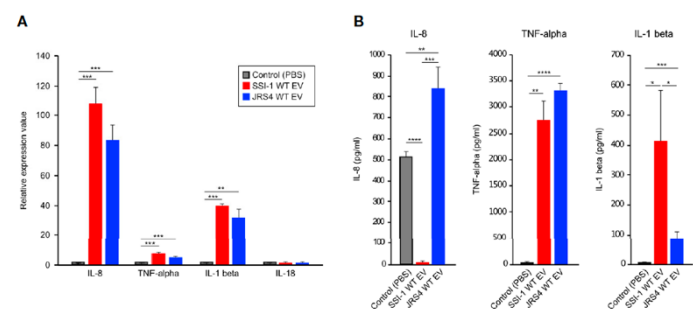 A
Relative expression value
140
120
100
80
60
40
20
0
***
***
***
***
**
***
Control (PBS)
SSI-1 WT EV
JRS4 WT EV
IL-8
TNF-alpha
IL-1 beta
IL-18
B
IL-8
IL-8 (pg/ml)
1000
900
800
700
600
500
400
300
200
100
0
**
***
****
Control (PBS)
SSI-1 WT EV
JRS4 WT EV
TNF-alpha
TNF-alpha (pg/ml)
4000
3500
3000
2500
2000
1500
1000
500
0
****
**
Control (PBS)
SSI-1 WT EV
JRS4 WT EV
IL-1 beta
IL-1 beta (pg/ml)
700
600
500
400
300
200
100
0
***
*
*
Control (PBS)
SSI-1 WT EV
JRS4 WT EV